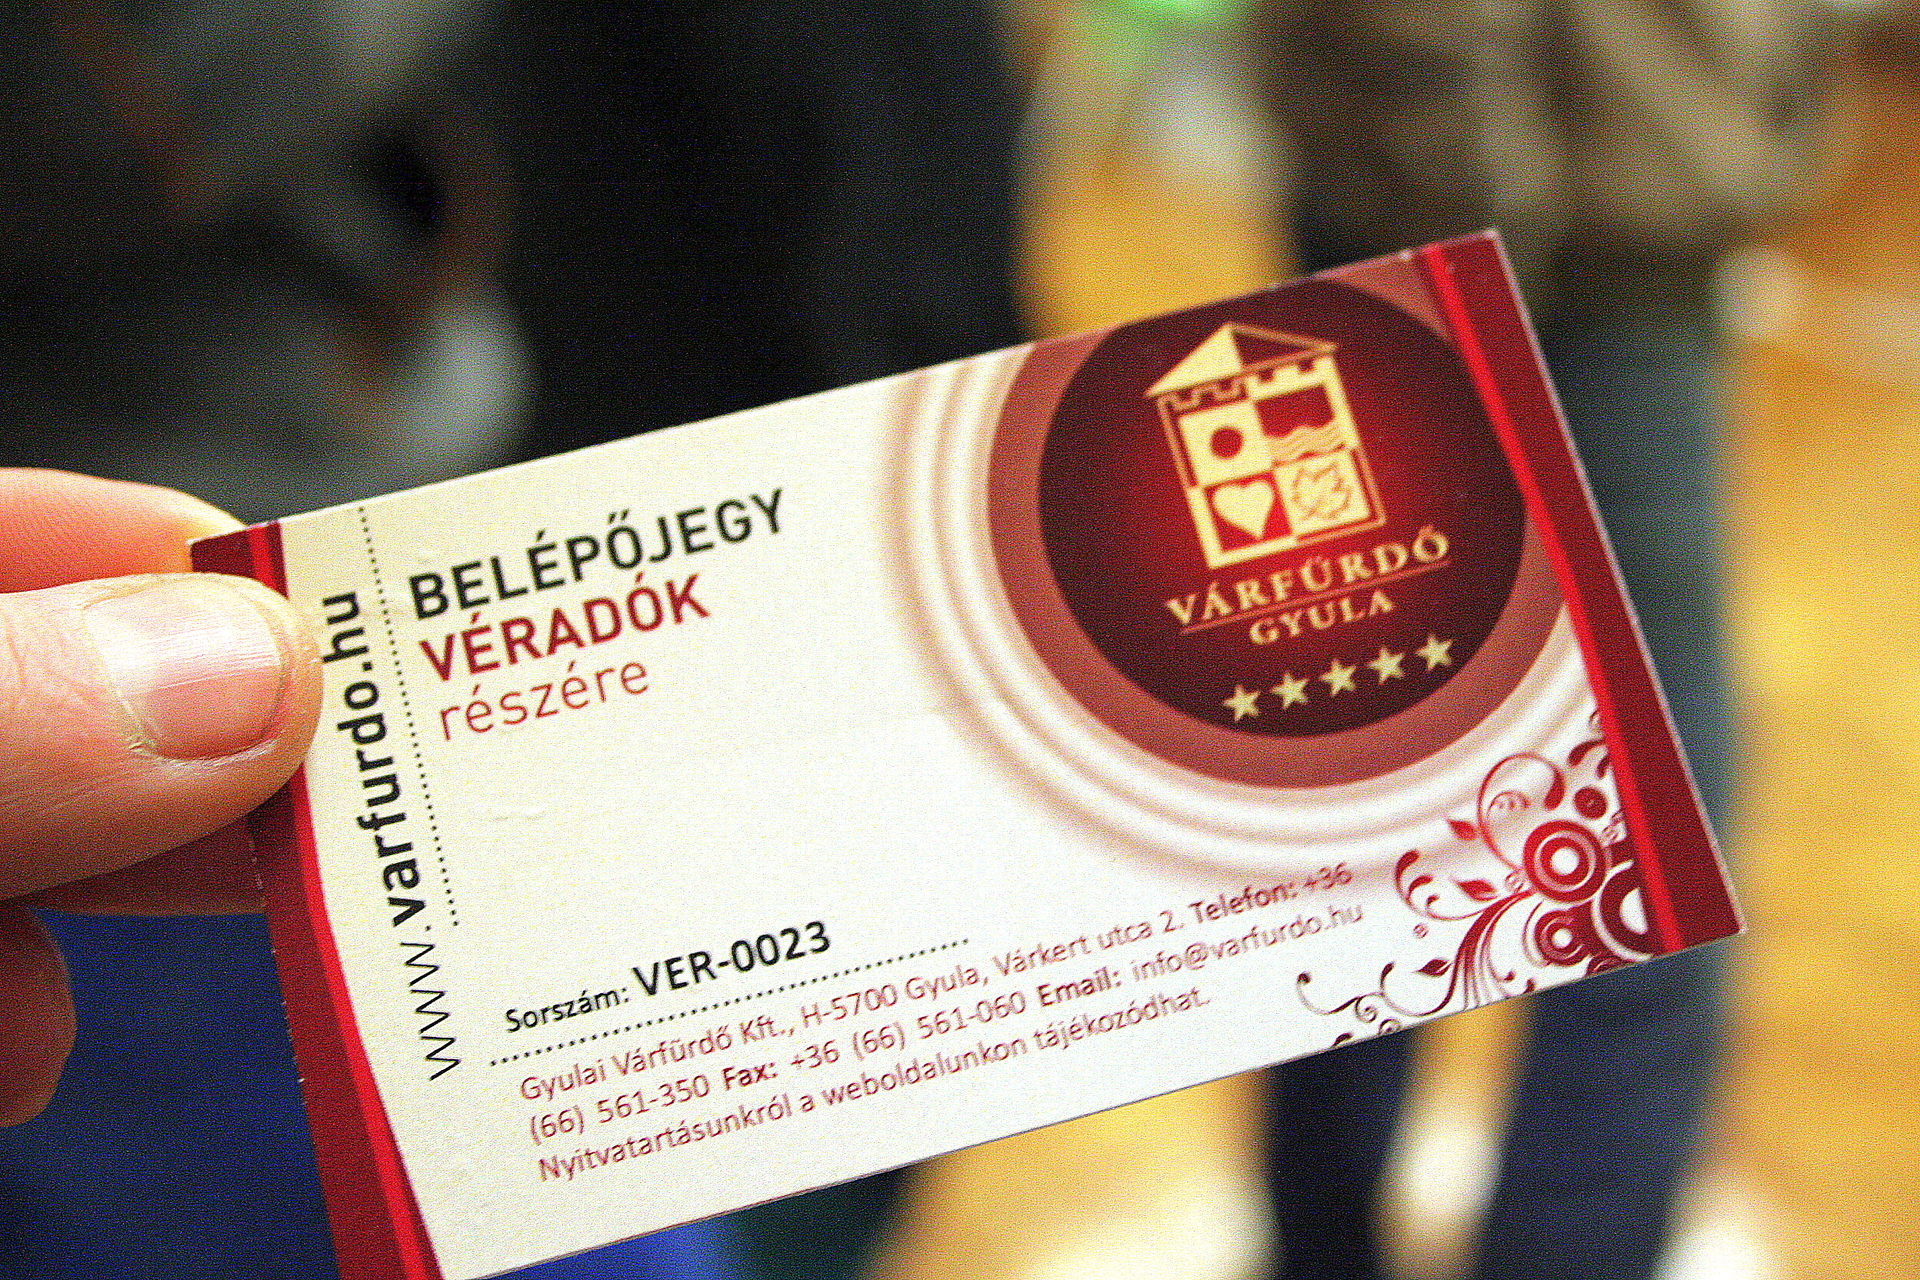 www.varfurdo.hu
BELÉPŐJEGY
VÉRADÓK
részére
VÁRFÜRDŐ
GYULA
Sorszám: VER-0023
Gyulai Várfürdő Kft., H-5700 Gyula, Várkert utca 2. Telefon: +36
(66) 561-350 Fax: +36 (66) 561-060 Email: info@varfurdo.hu
Nyitvatartásunkról a weboldalunkon tájékozódhat.